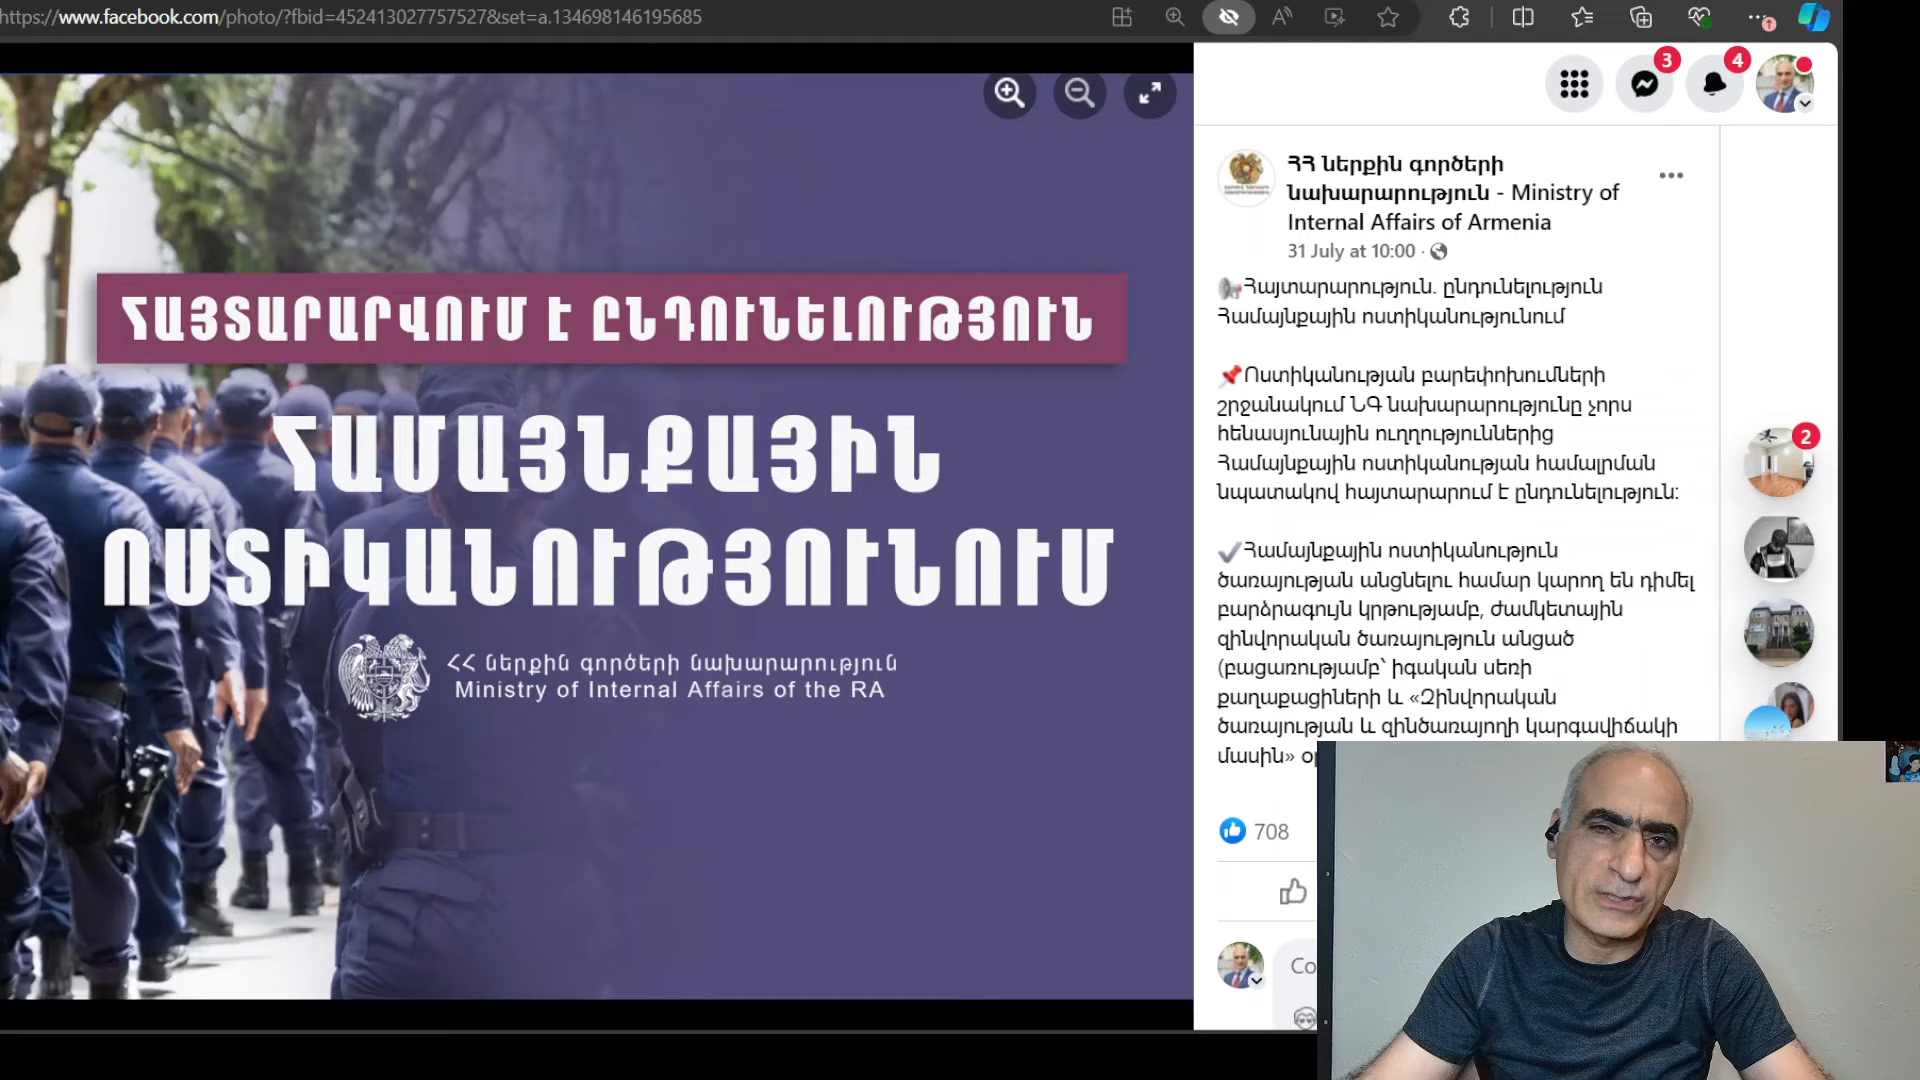 https://www.facebook.com/photo/?fbid=452413027757527&set=a.134698146195685
ՀԱՅՏԱՐԱՐՎՈՒՄ Է ԸՆԴՈՒՆԵԼՈՒԹՅՈՒՆ
ՀԱՄԱՅՆՔԱՅԻՆ
ՈՍՏԻԿԱՆՈՒԹՅՈՒՆՈՒՄ
ՀՀ ներքին գործերի նախարարություն
Ministry of Internal Affairs of the RA
3
4
ՀՀ ներքին գործերի
նախարարություն - Ministry of
Internal Affairs of Armenia
31 July at 10:00 ·
Հայտարարություն. ընդունելություն
Համայնքային ոստիկանությունում
📌Ոստիկանության բարեփոխումների
շրջանակում ՆԳ նախարարությունը չորս
հենասյունային ուղղություններից
Համայնքային ոստիկանության համալրման
նպատակով հայտարարում է ընդունելություն:
✔Համայնքային ոստիկանություն
ծառայության անցնելու համար կարող են դիմել
բարձրագույն կրթությամբ, ժամկետային
զինվորական ծառայություն անցած
(բացառությամբ՝ իգական սեռի
քաղաքացիների և «Զինվորական
ծառայության և զինծառայողի կարգավիճակի
մասին» օր
2
708
Co